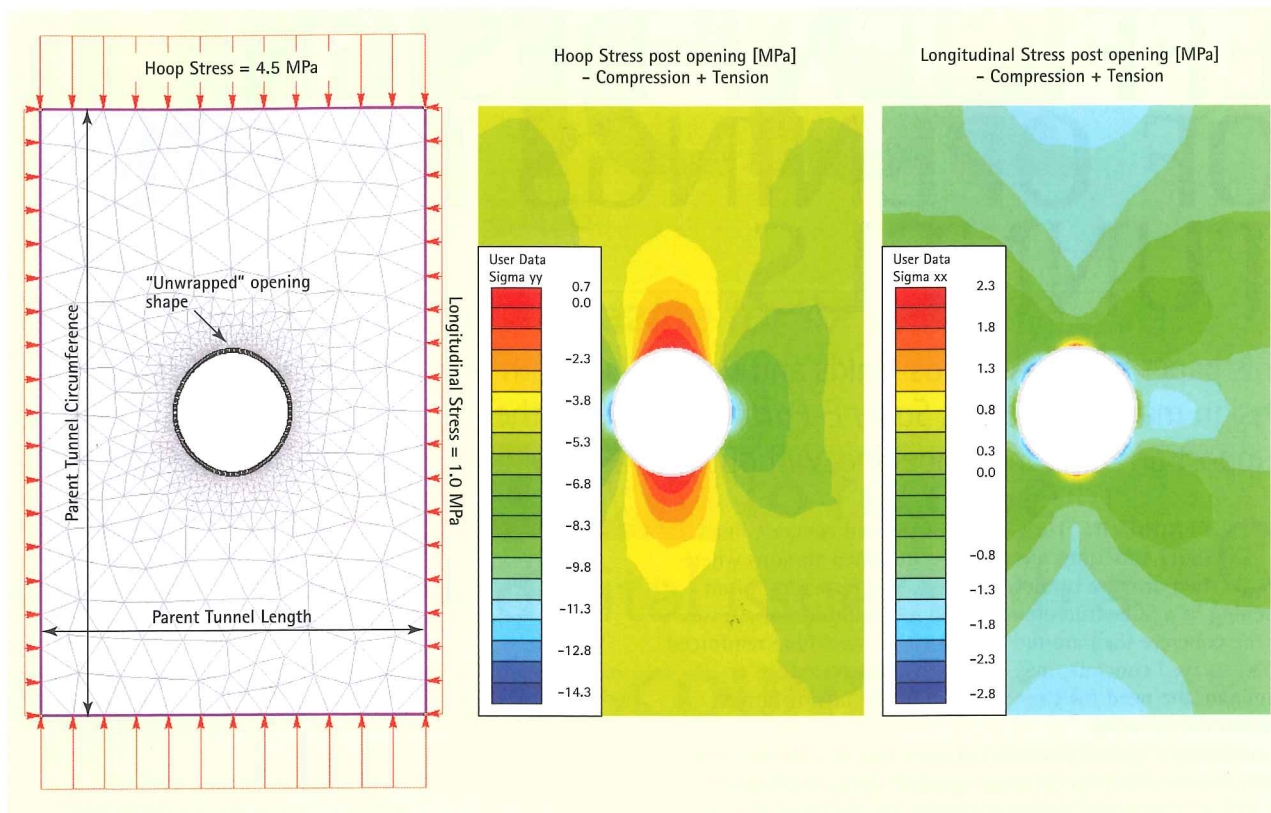 Hoop Stress = 4.5 MPa
"Unwrapped" opening
shape
Parent Tunnel Circumference
Parent Tunnel Length
Longitudinal Stress = 1.0 MPa
Hoop Stress post opening [MPa]
– Compression + Tension
User Data
Sigma yy
0.7
0.0
–2.3
–3.8
–5.3
–6.8
–8.3
–9.8
–11.3
–12.8
–14.3
Longitudinal Stress post opening [MPa]
– Compression + Tension
User Data
Sigma xx
2.3
1.8
1.3
0.8
0.3
0.0
–0.8
–1.3
–1.8
–2.3
–2.8